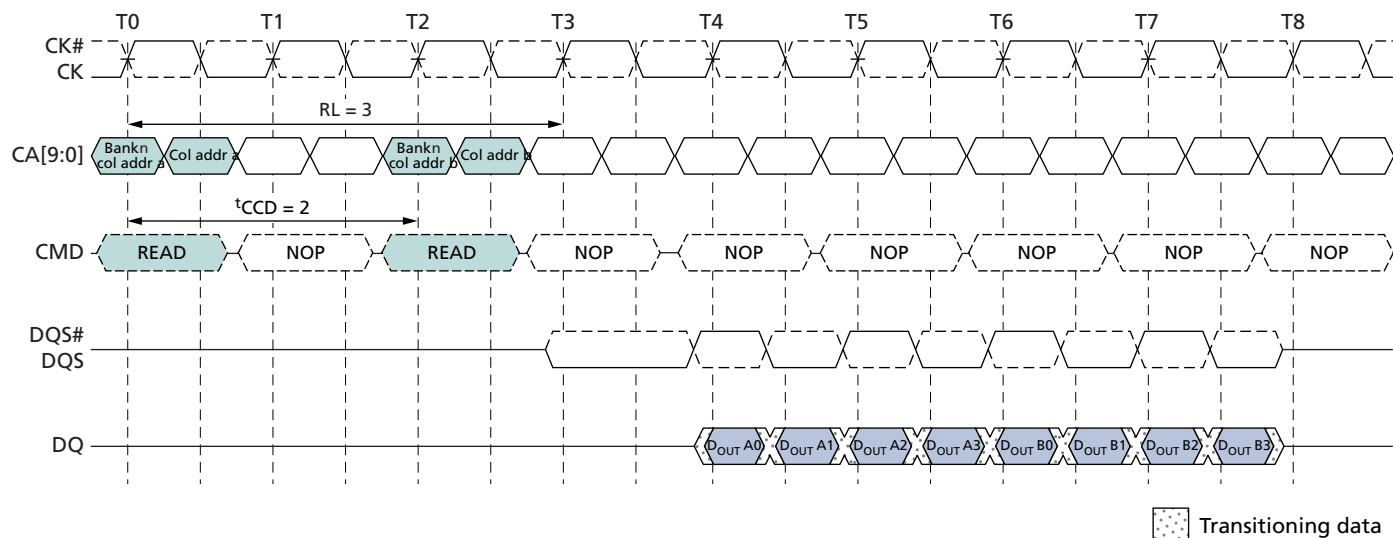 T0 T1 T2 T3 T4 T5 T6 T7 T8
CK#
CK
RL = 3
CA[9:0]
Bankn
col addr a
Col addr a
Bankn
col addr b
Col addr b
tCCD = 2
CMD READ NOP READ NOP NOP NOP NOP NOP NOP
DQS#
DQS
DQ DOUT A0 DOUT A1 DOUT A2 DOUT A3 DOUT B0 DOUT B1 DOUT B2 DOUT B3
Transitioning data